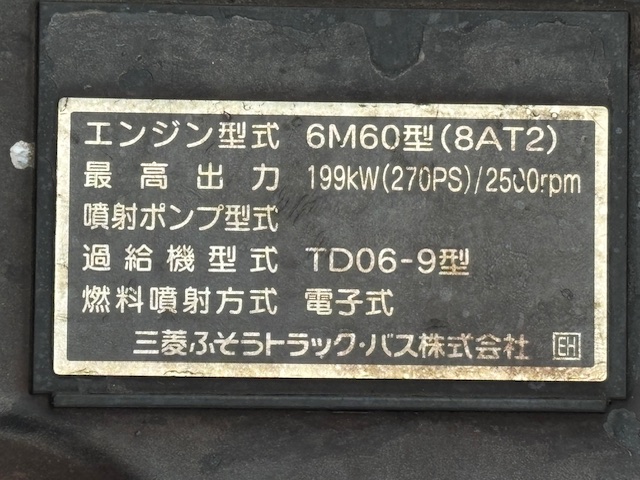 エンジン型式 6M60型(8AT2)
最高出力 199kW(270PS)/2500rpm
噴射ポンプ型式
過給機型式 TD06-9型
燃料噴射方式 電子式
三菱ふそうトラック・バス株式会社 EH